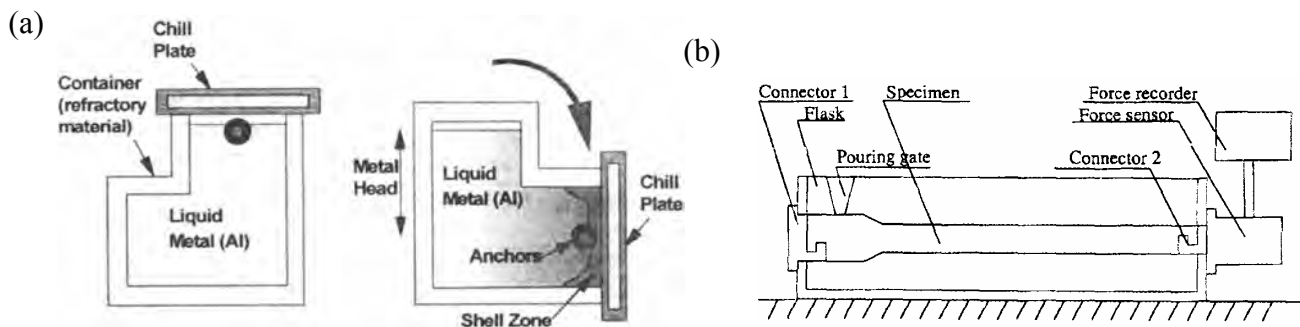 (a)
Chill
Plate
Container
(refractory
material)
Liquid
Metal (Al)
Metal
Head
Liquid
Metal (Al)
Chill
Plate
Anchors
Shell Zone
(b)
Connector 1
Flask
Specimen
Pouring gate
Force recorder
Force sensor
Connector 2